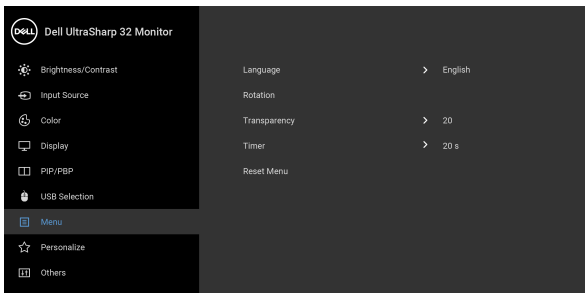 DELL Dell UltraSharp 32 Monitor
Brightness/Contrast
Input Source
Color
Display
PIP/PBP
USB Selection
Menu
Personalize
Others
Language > English
Rotation
Transparency > 20
Timer > 20 s
Reset Menu